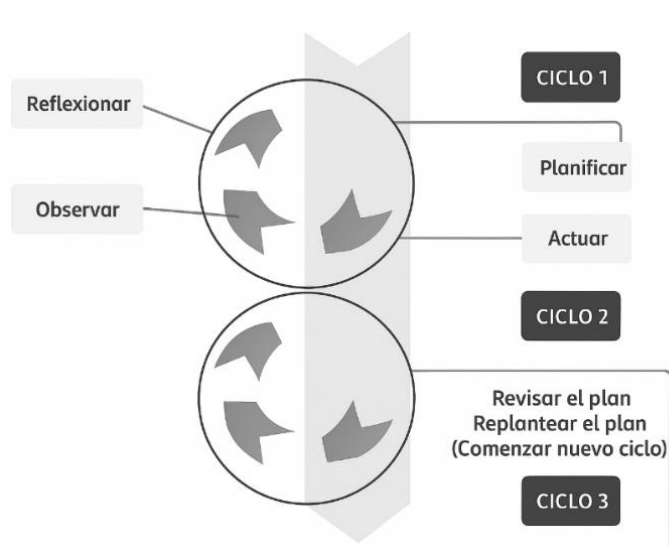 CICLO 1
Reflexionar
Planificar
Observar
Actuar
CICLO 2
Revisar el plan
Replantear el plan
(Comenzar nuevo ciclo)
CICLO 3